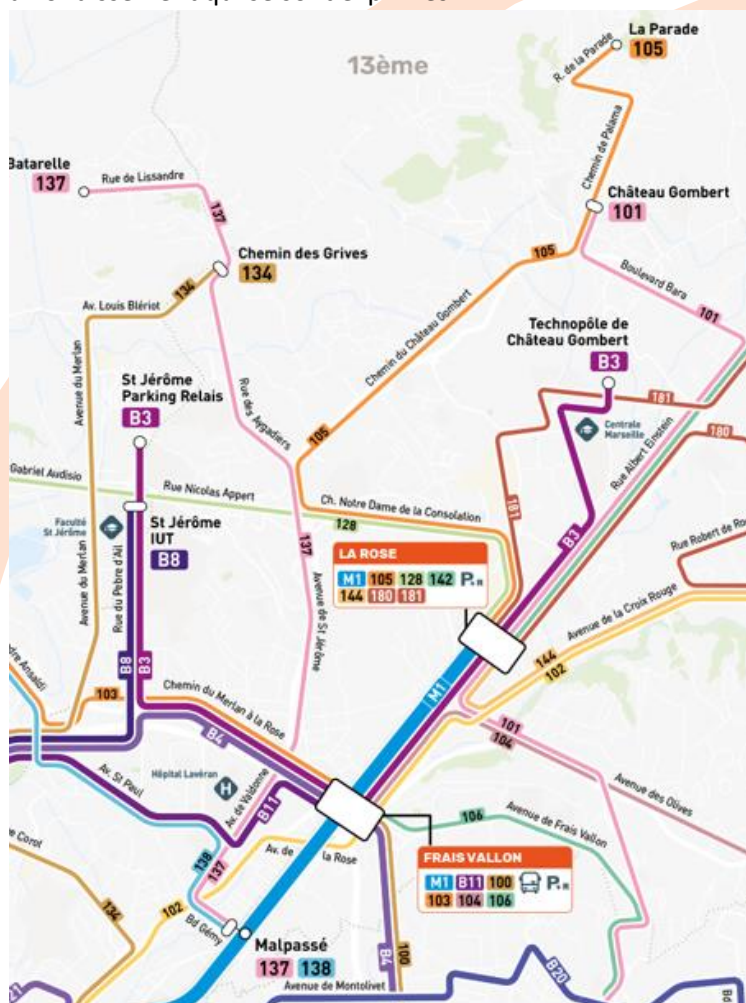 13ème
La Parade
105
R. de la Parade
Chemin de Palama
Batarelle
137
Rue de Lissandre
137
Château Gombert
101
Chemin des Grives
134
134
105
Boulevard Bara
101
Av. Louis Blériot
Chemin du Château Gombert
Technopôle de
Château Gombert
B3
Avenue du Merlan
St Jérôme
Parking Relais
B3
Rue des Aygadiers
181
Centrale
Marseille
180
105
Rue Albert Einstein
Gabriel Audisio
Rue Nicolas Appert
Ch. Notre Dame de la Consolation
128
181
Faculté
St Jérôme
St Jérôme
IUT
B8
137
B3
LA ROSE
M1 105 128 142 P+R
144 180 181
Avenue du Merlan
Rue du Pebre d'Aïl
Avenue de St Jérôme
Avenue de la Croix Rouge
144
102
B8
B3
M1
103
Chemin du Merlan à la Rose
B4
101
104
Av. St Paul
Hôpital Lavéran
Av. de Valdonne
B11
Avenue des Olives
106
Avenue de Frais Vallon
Av. de la Rose
138
137
FRAIS VALLON
M1 B11 100 P+R
103 104 106
Corot
134
102
Bd Gémy
Malpassé
137 138
B4
100
Avenue de Montolivet
B20